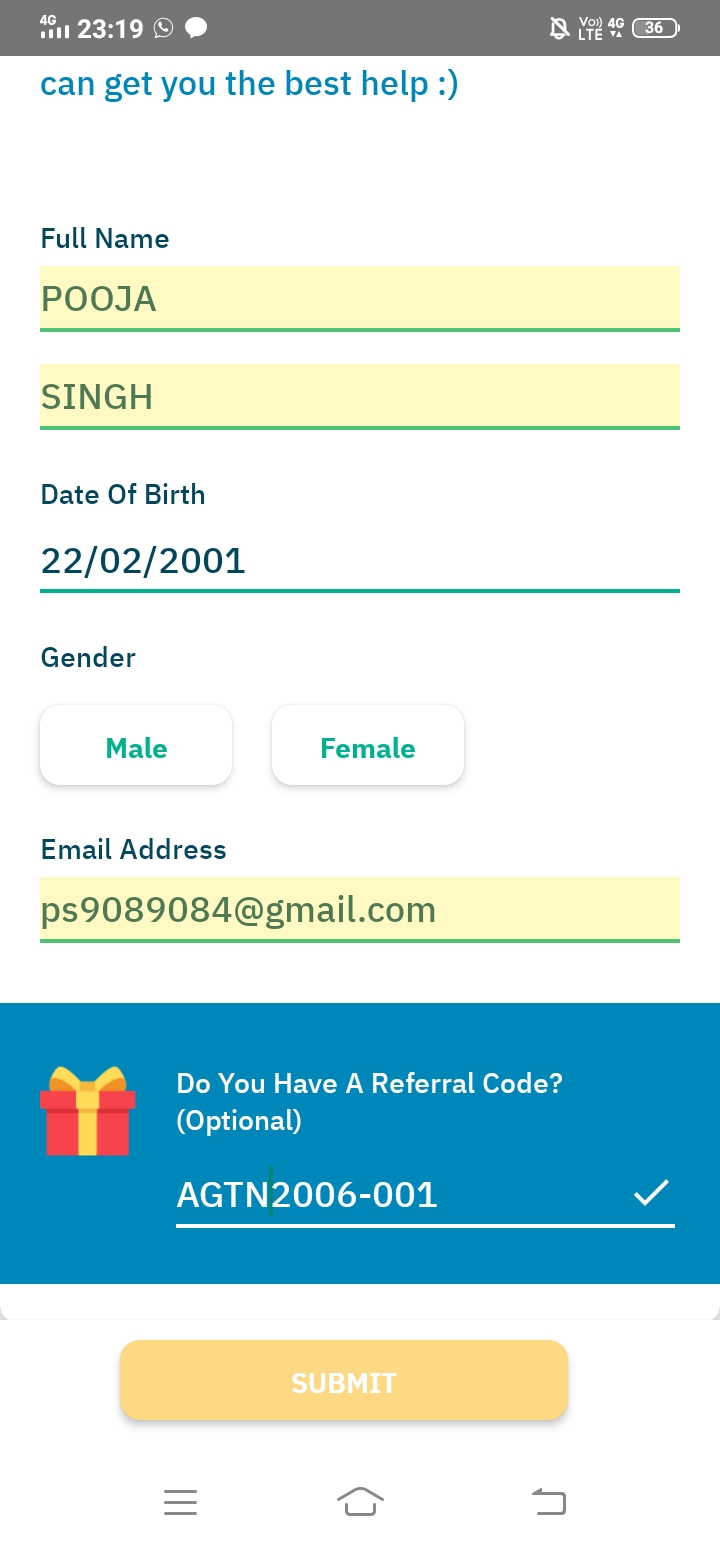 4G 23:19 Vo)) LTE 4G 36
can get you the best help :)
Full Name
POOJA
SINGH
Date Of Birth
22/02/2001
Gender
Male Female
Email Address
ps9089084@gmail.com
Do You Have A Referral Code?
(Optional)
AGTN2006-001
SUBMIT